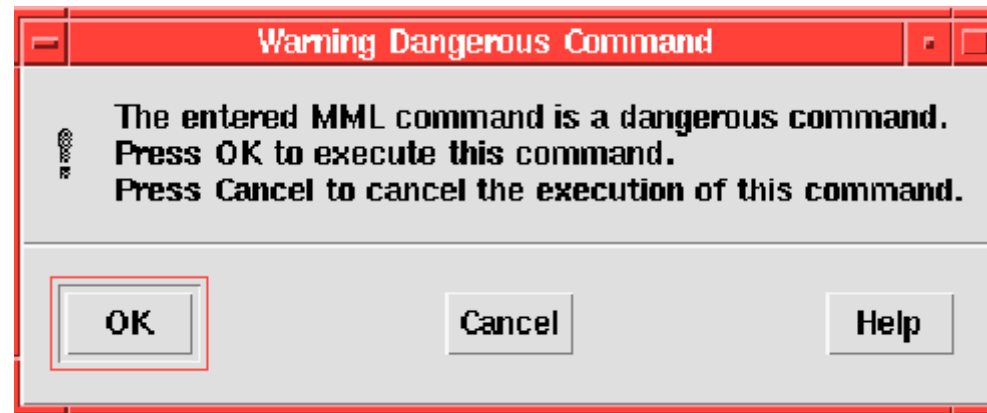 Warning Dangerous Command
The entered MML command is a dangerous command.
Press OK to execute this command.
Press Cancel to cancel the execution of this command.
OK
Cancel
Help